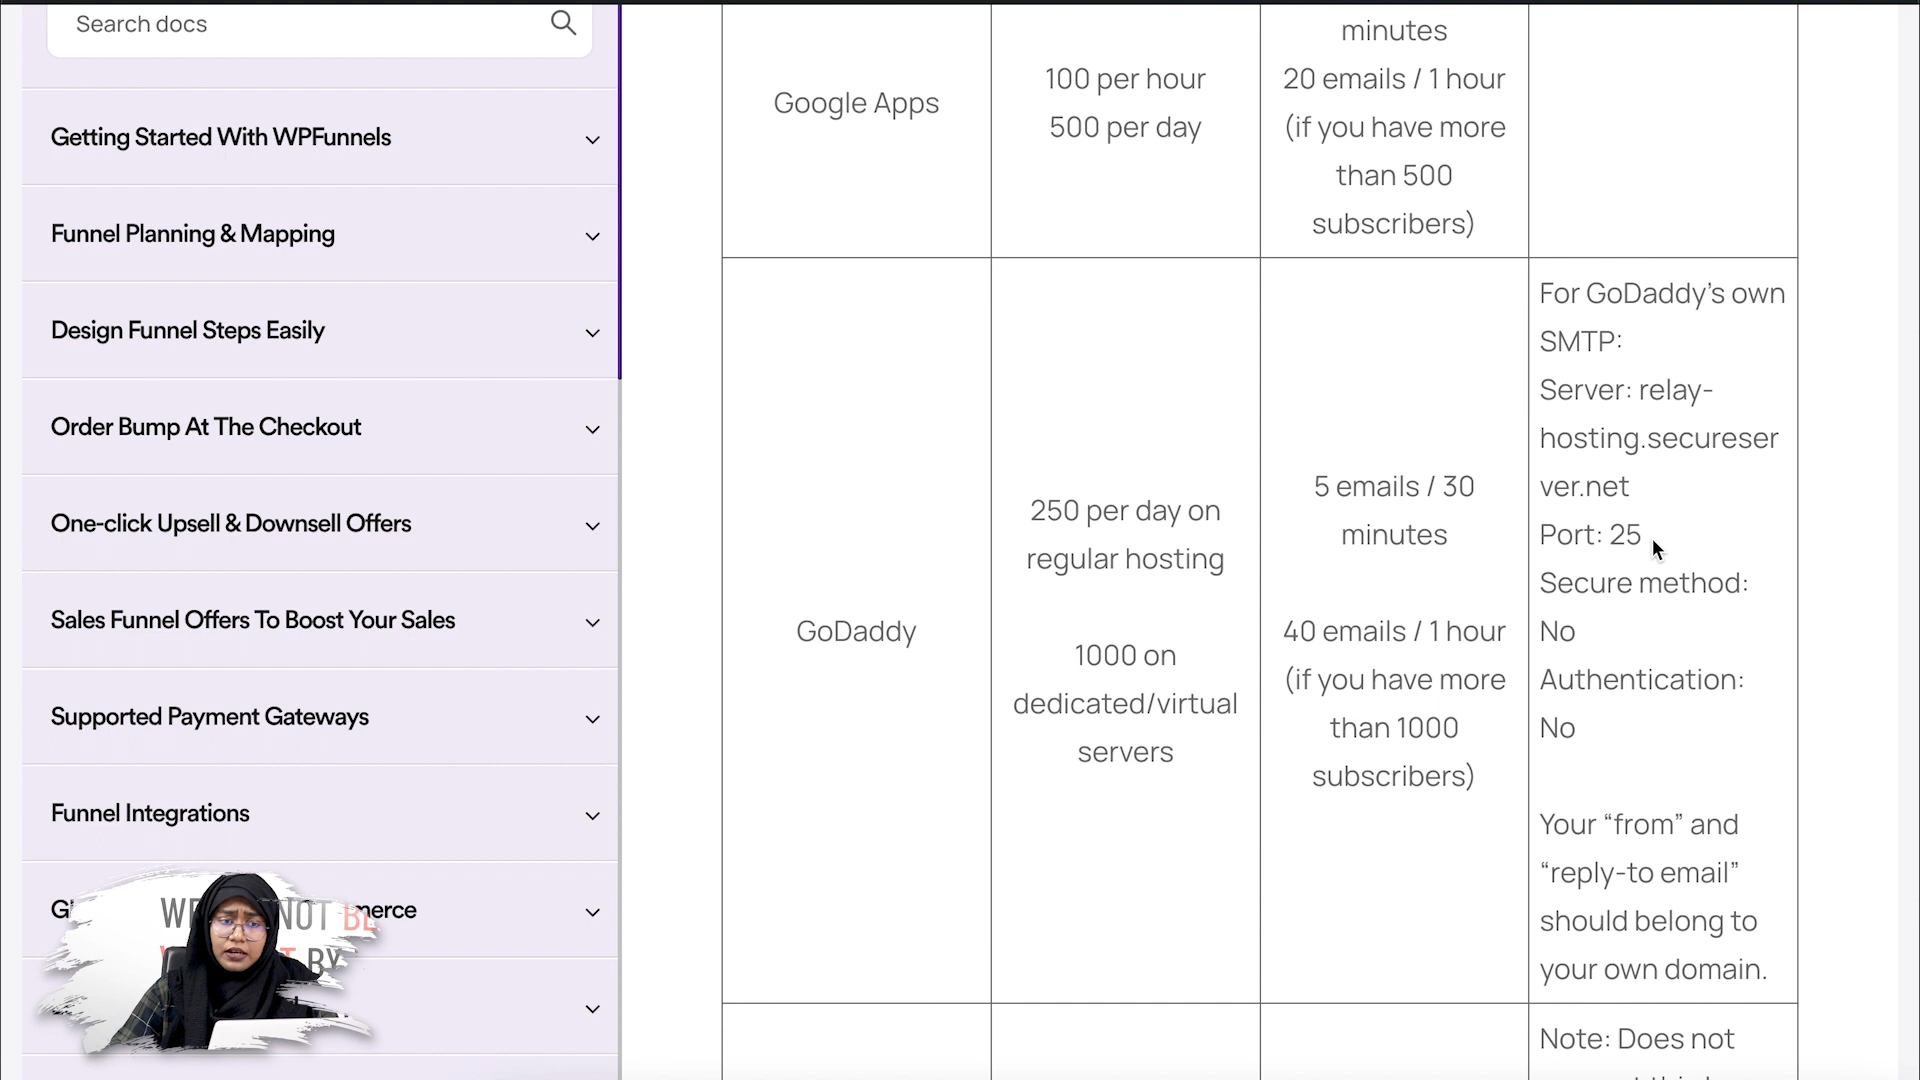 Search docs
Getting Started With WPFunnels
Funnel Planning & Mapping
Design Funnel Steps Easily
Order Bump At The Checkout
One-click Upsell & Downsell Offers
Sales Funnel Offers To Boost Your Sales
Supported Payment Gateways
Funnel Integrations
merce
NOT BE
BY
Google Apps
100 per hour
500 per day
minutes
20 emails / 1 hour
(if you have more
than 500
subscribers)
GoDaddy
250 per day on
regular hosting
1000 on
dedicated/virtual
servers
5 emails / 30
minutes
40 emails / 1 hour
(if you have more
than 1000
subscribers)
For GoDaddy’s own
SMTP:
Server: relay-
hosting.secureser
ver.net
Port: 25
Secure method:
No
Authentication:
No
Your “from” and
“reply-to email”
should belong to
your own domain.
Note: Does not